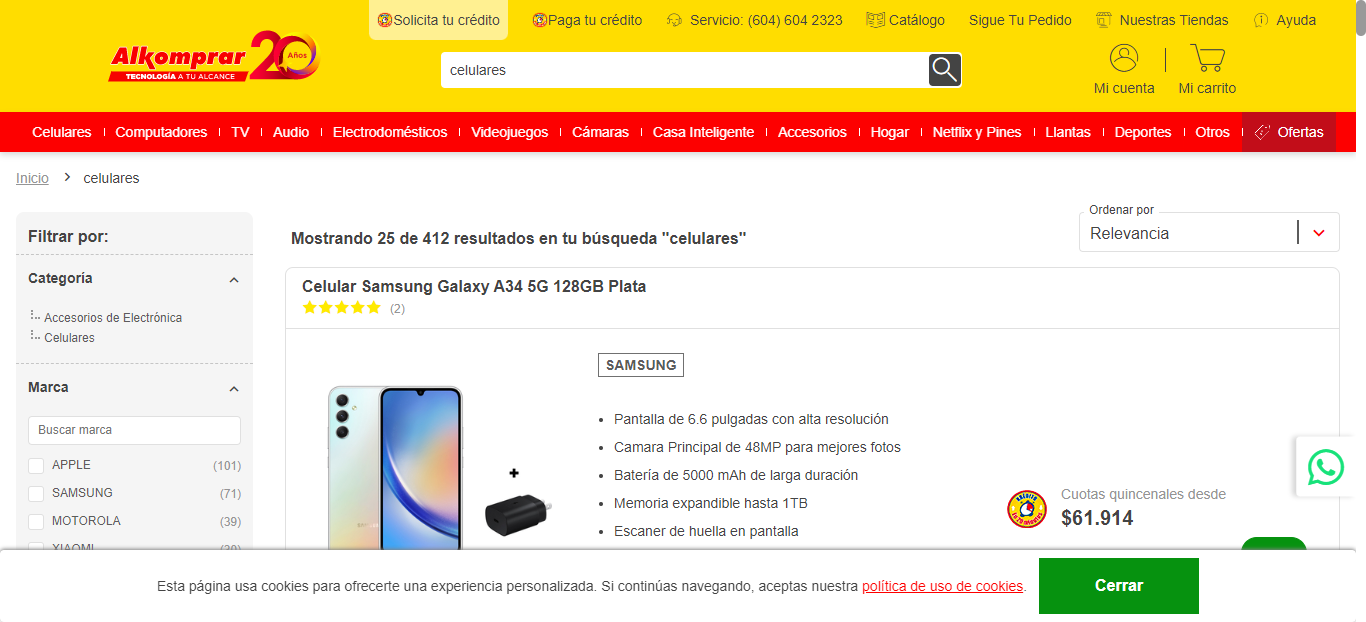 Solicita tu crédito
Paga tu crédito
Servicio: (604) 604 2323
Catálogo
Sigue Tu Pedido
Nuestras Tiendas
Ayuda
Alkomprar 20 Años
TECNOLOGÍA A TU ALCANCE
celulares
Mi cuenta
Mi carrito
Celulares
Computadores
TV
Audio
Electrodomésticos
Videojuegos
Cámaras
Casa Inteligente
Accesorios
Hogar
Netflix y Pines
Llantas
Deportes
Otros
Ofertas
Inicio > celulares
Filtrar por:
Categoría
Accesorios de Electrónica
Celulares
Marca
Buscar marca
APPLE (101)
SAMSUNG (71)
MOTOROLA (39)
XIAOMI
Mostrando 25 de 412 resultados en tu búsqueda "celulares"
Ordenar por
Relevancia
Celular Samsung Galaxy A34 5G 128GB Plata
(2)
SAMSUNG
• Pantalla de 6.6 pulgadas con alta resolución
• Camara Principal de 48MP para mejores fotos
• Batería de 5000 mAh de larga duración
• Memoria expandible hasta 1TB
• Escaner de huella en pantalla
Cuotas quincenales desde
$61.914
Esta página usa cookies para ofrecerte una experiencia personalizada. Si continúas navegando, aceptas nuestra política de uso de cookies.
Cerrar